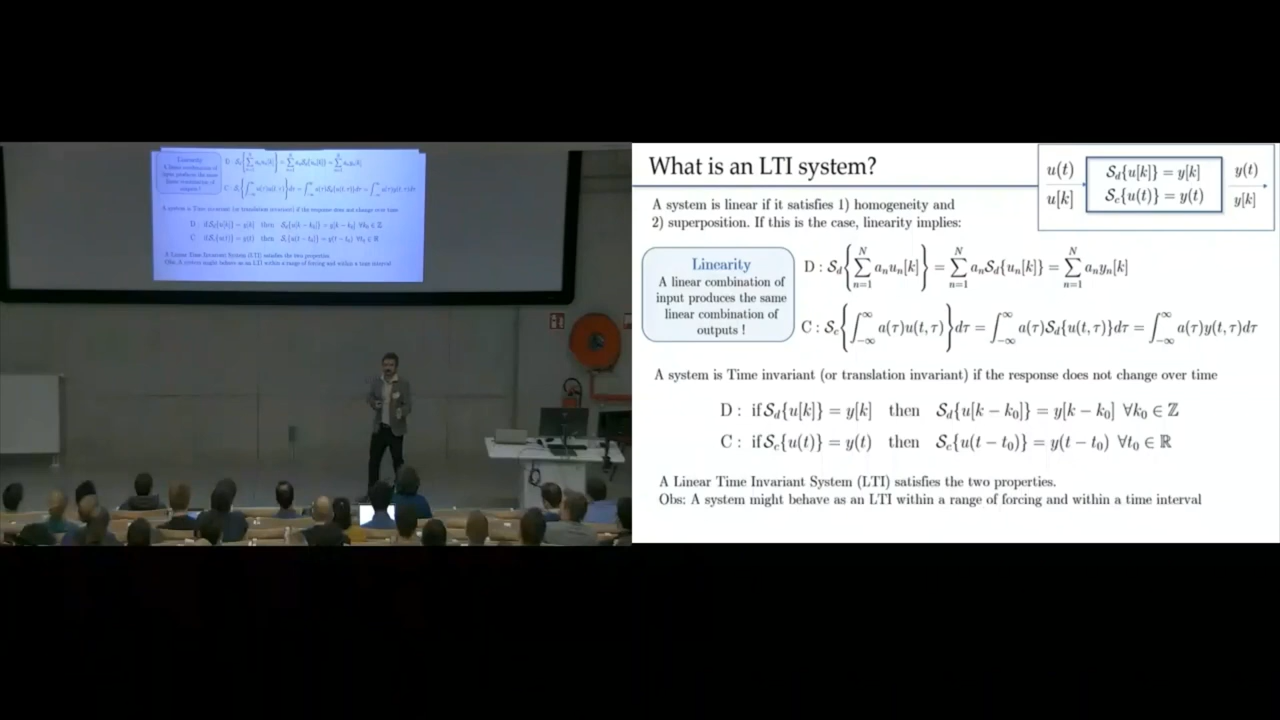 What is an LTI system?
u(t)
u[k]
S_d{u[k]} = y[k]
S_c{u(t)} = y(t)
y(t)
y[k]
A system is linear if it satisfies 1) homogeneity and
2) superposition. If this is the case, linearity implies:
Linearity
A linear combination of
input produces the same
linear combination of
outputs !
D : S_d{∑_{n=1}^{N} a_n u_n[k]} = ∑_{n=1}^{N} a_n S_d{u_n[k]} = ∑_{n=1}^{N} a_n y_n[k]
C : S_c{∫_{-∞}^{∞} a(τ)u(t, τ)}dτ = ∫_{-∞}^{∞} a(τ)S_d{u(t, τ)}dτ = ∫_{-∞}^{∞} a(τ)y(t, τ)dτ
A system is Time invariant (or translation invariant) if the response does not change over time
D : if S_d{u[k]} = y[k] then S_d{u[k − k_0]} = y[k − k_0] ∀k_0 ∈ ℤ
C : if S_c{u(t)} = y(t) then S_c{u(t − t_0)} = y(t − t_0) ∀t_0 ∈ ℝ
A Linear Time Invariant System (LTI) satisfies the two properties.
Obs: A system might behave as an LTI within a range of forcing and within a time interval